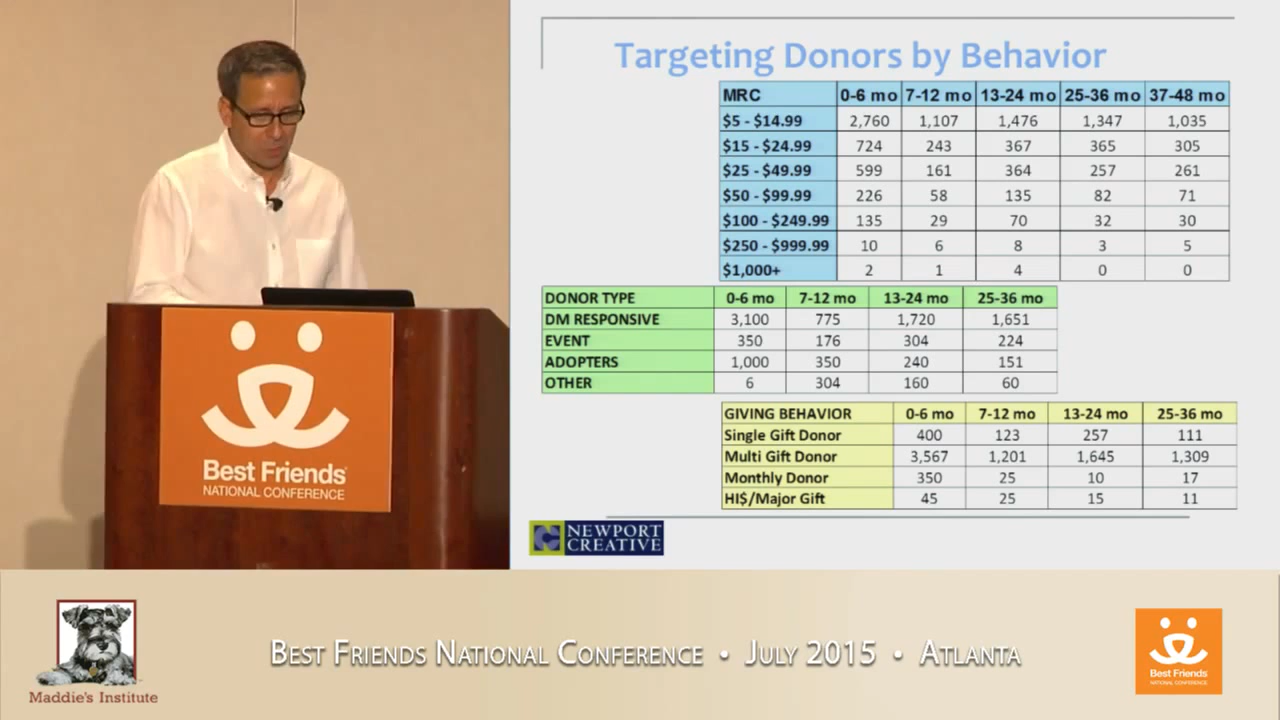 Targeting Donors by Behavior
MRC 0-6 mo 7-12 mo 13-24 mo 25-36 mo 37-48 mo
$5 - $14.99 2,760 1,107 1,476 1,347 1,035
$15 - $24.99 724 243 367 365 305
$25 - $49.99 599 161 364 257 261
$50 - $99.99 226 58 135 82 71
$100 - $249.99 135 29 70 32 30
$250 - $999.99 10 6 8 3 5
$1,000+ 2 1 4 0 0
DONOR TYPE 0-6 mo 7-12 mo 13-24 mo 25-36 mo
DM RESPONSIVE 3,100 775 1,720 1,651
EVENT 350 176 304 224
ADOPTERS 1,000 350 240 151
OTHER 6 304 160 60
GIVING BEHAVIOR 0-6 mo 7-12 mo 13-24 mo 25-36 mo
Single Gift Donor 400 123 257 111
Multi Gift Donor 3,567 1,201 1,645 1,309
Monthly Donor 350 25 10 17
HI$/Major Gift 45 25 15 11
NEWPORT
CREATIVE
Best Friends
NATIONAL CONFERENCE
Maddie's Institute
BEST FRIENDS NATIONAL CONFERENCE • JULY 2015 • ATLANTA
Best Friends
NATIONAL CONFERENCE